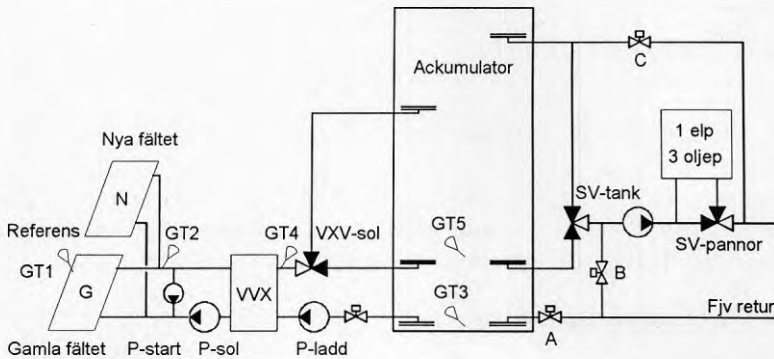 Ackumulator
C
Nya fältet
1 elp
3 oljep
N
SV-tank
Referens
GT2
GT4
VXV-sol
GT5
GT1
SV-pannor
G
VVX
B
GT3
Fjv retur
A
Gamla fältet
P-start
P-sol
P-ladd